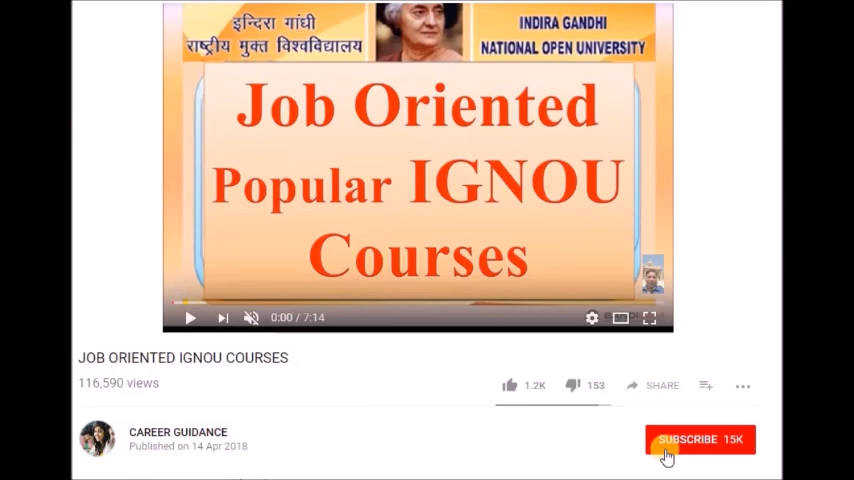 इन्दिरा गांधी
राष्ट्रीय मुक्त विश्वविद्यालय
INDIRA GANDHI
NATIONAL OPEN UNIVERSITY
Job Oriented
Popular IGNOU
Courses
0:00 / 7:14
JOB ORIENTED IGNOU COURSES
116,590 views
1.2K
153
SHARE
CAREER GUIDANCE
Published on 14 Apr 2018
SUBSCRIBE 15K